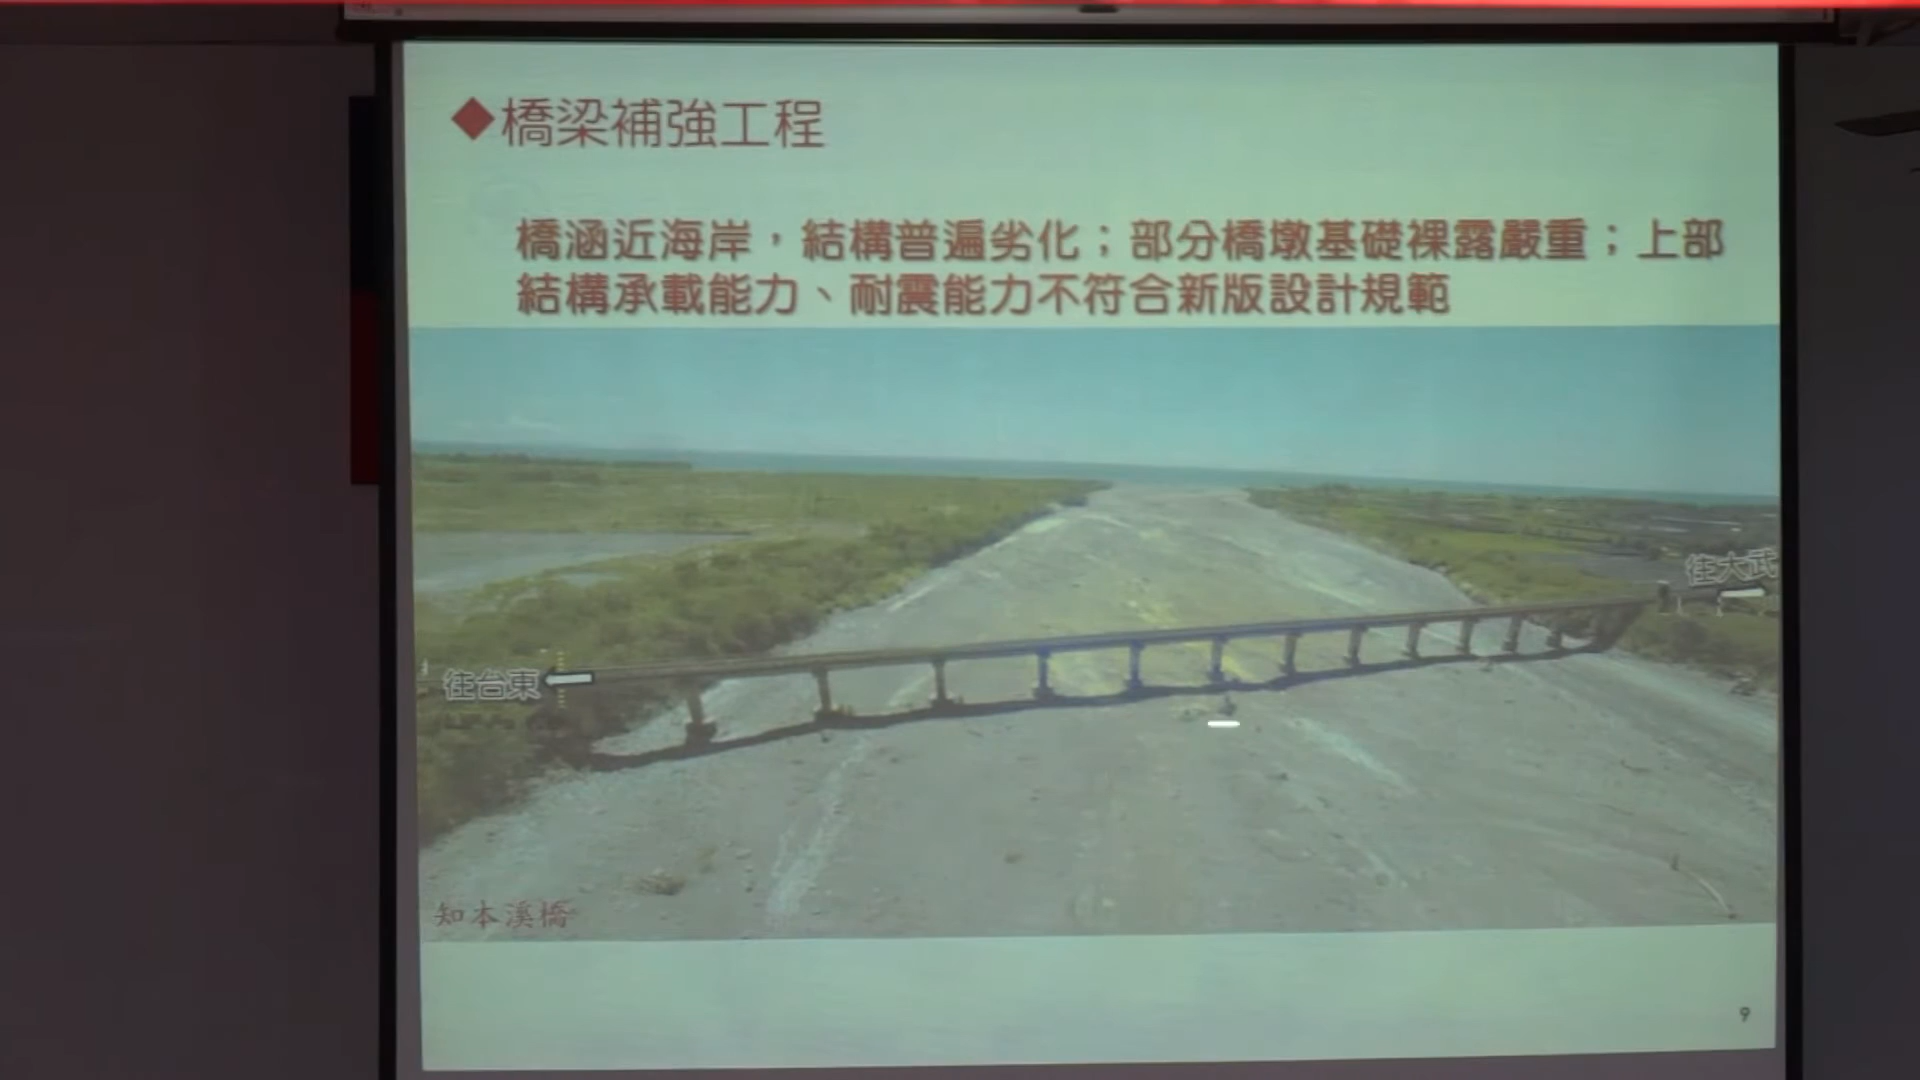 ◆橋梁補強工程
橋涵近海岸，結構普遍劣化；部分橋墩基礎裸露嚴重；上部
結構承載能力、耐震能力不符合新版設計規範
往大武
往台東
知本溪橋
9